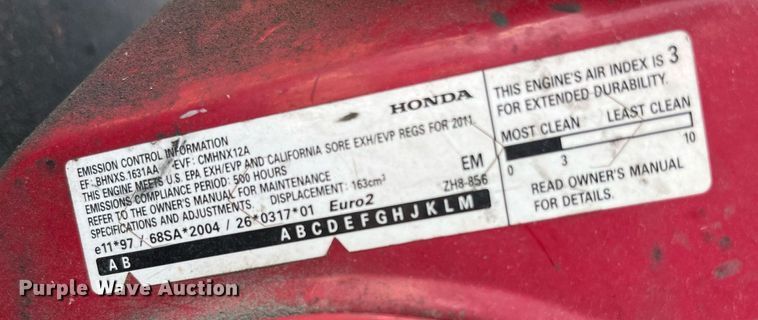 HONDA
EMISSION CONTROL INFORMATION
EF: BHNXS.1631AA EVF: CMHNX12A
THIS ENGINE MEETS U.S. EPA EXH/EVP AND CALIFORNIA SORE EXH/EVP REGS FOR 2011.
EMISSIONS COMPLIANCE PERIOD: 500 HOURS
REFER TO THE OWNER'S MANUAL FOR MAINTENANCE EM
SPECIFICATIONS AND ADJUSTMENTS. DISPLACEMENT: 163cm³ ZH8-856
e11*97 / 68SA*2004 / 26*0317*01 Euro2
A B A B C D E F G H J K L M
THIS ENGINE'S AIR INDEX IS 3
FOR EXTENDED DURABILITY.
MOST CLEAN LEAST CLEAN
0 3 10
READ OWNER'S MANUAL
FOR DETAILS.
Purple Wave Auction